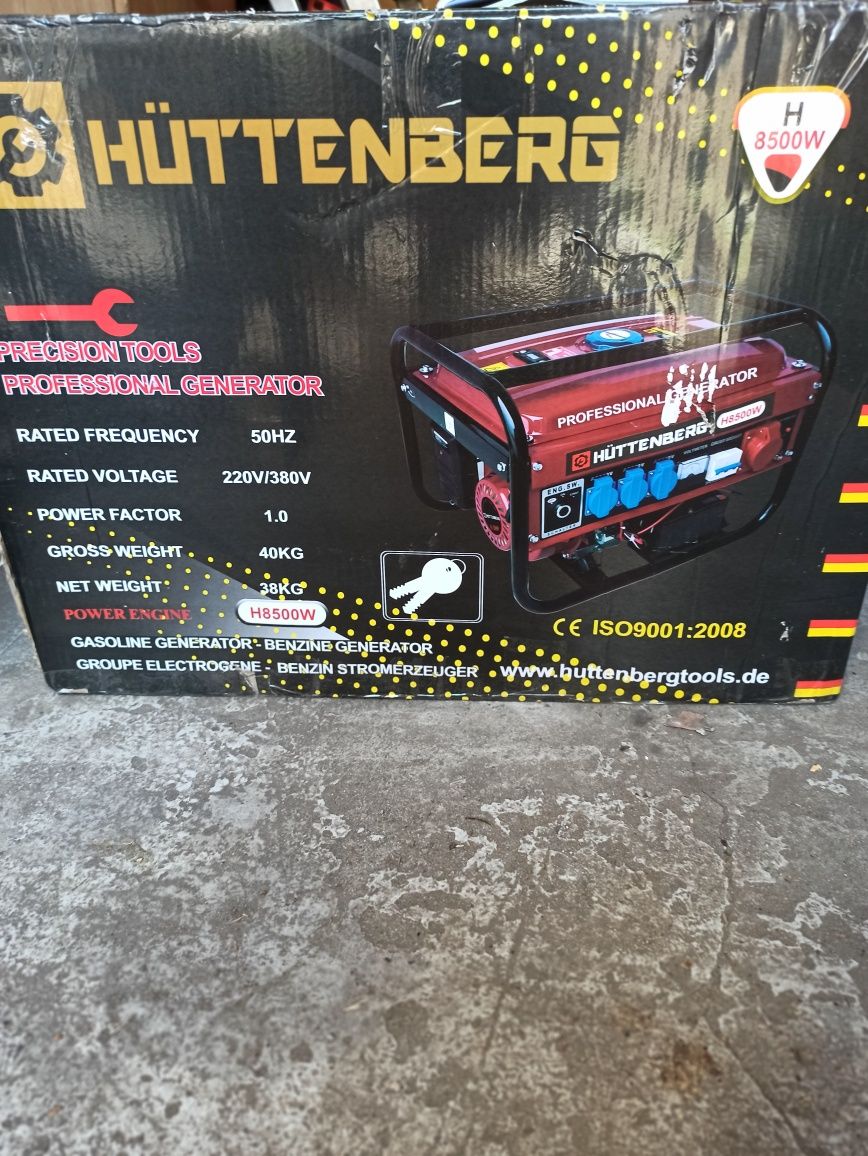 HÜTTENBERG
H
8500W
PRECISION TOOLS
PROFESSIONAL GENERATOR
RATED FREQUENCY 50HZ
RATED VOLTAGE 220V/380V
POWER FACTOR 1.0
GROSS WEIGHT 40KG
NET WEIGHT 38KG
POWER ENGINE H8500W
GASOLINE GENERATOR - BENZINE GENERATOR
GROUPE ELECTROGENE - BENZIN STROMERZEUGER
PROFESSIONAL GENERATOR
HÜTTENBERG H8500W
ENG.SW
CE ISO9001:2008
www.huttenbergtools.de